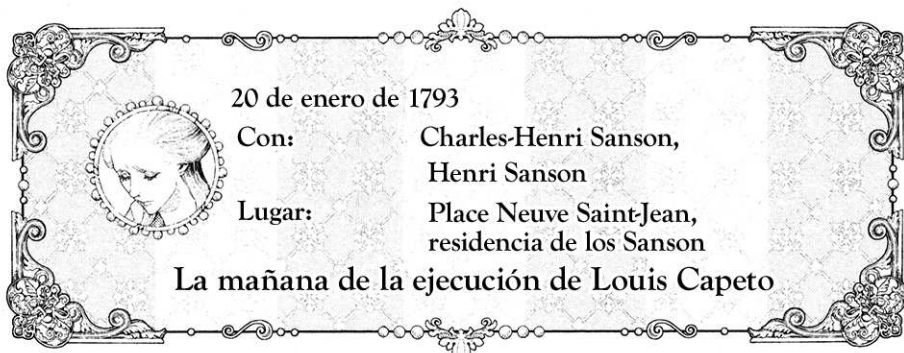 20 de enero de 1793
Con: Charles-Henri Sanson,
Henri Sanson
Lugar: Place Neuve Saint-Jean,
residencia de los Sanson
La mañana de la ejecución de Louis Capeto